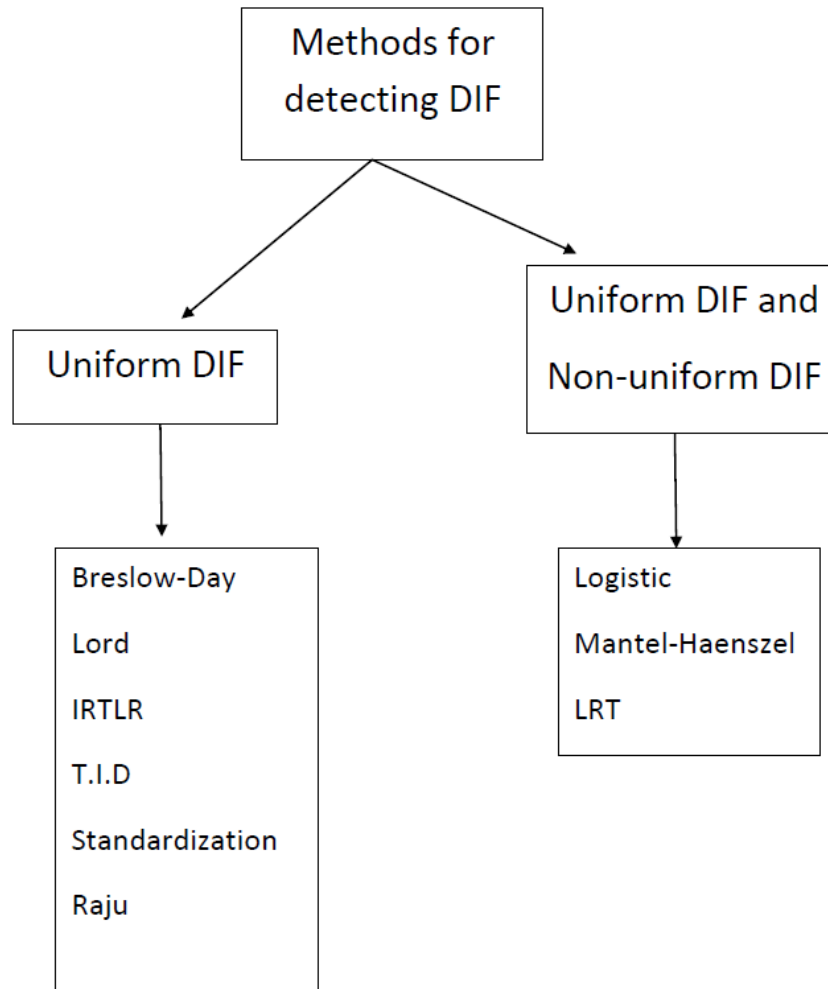 Methods for
detecting DIF
Uniform DIF
Uniform DIF and
Non-uniform DIF
Breslow-Day
Lord
IRTLR
T.I.D
Standardization
Raju
Logistic
Mantel-Haenszel
LRT